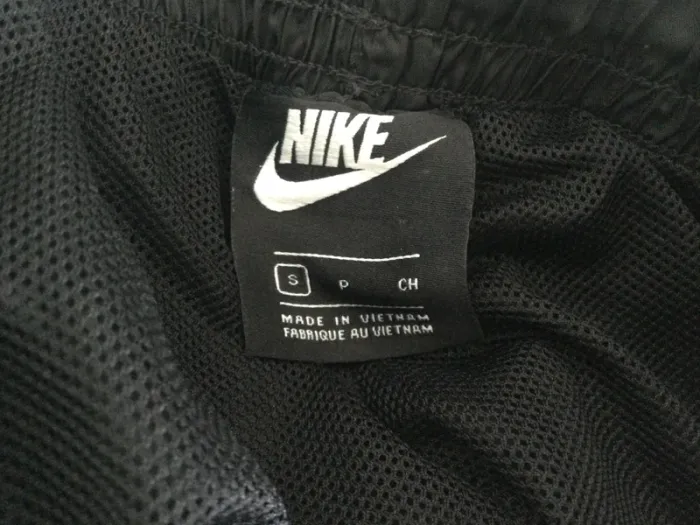 NIKE
S P CH
MADE IN VIETNAM
FABRIQUE AU VIETNAM